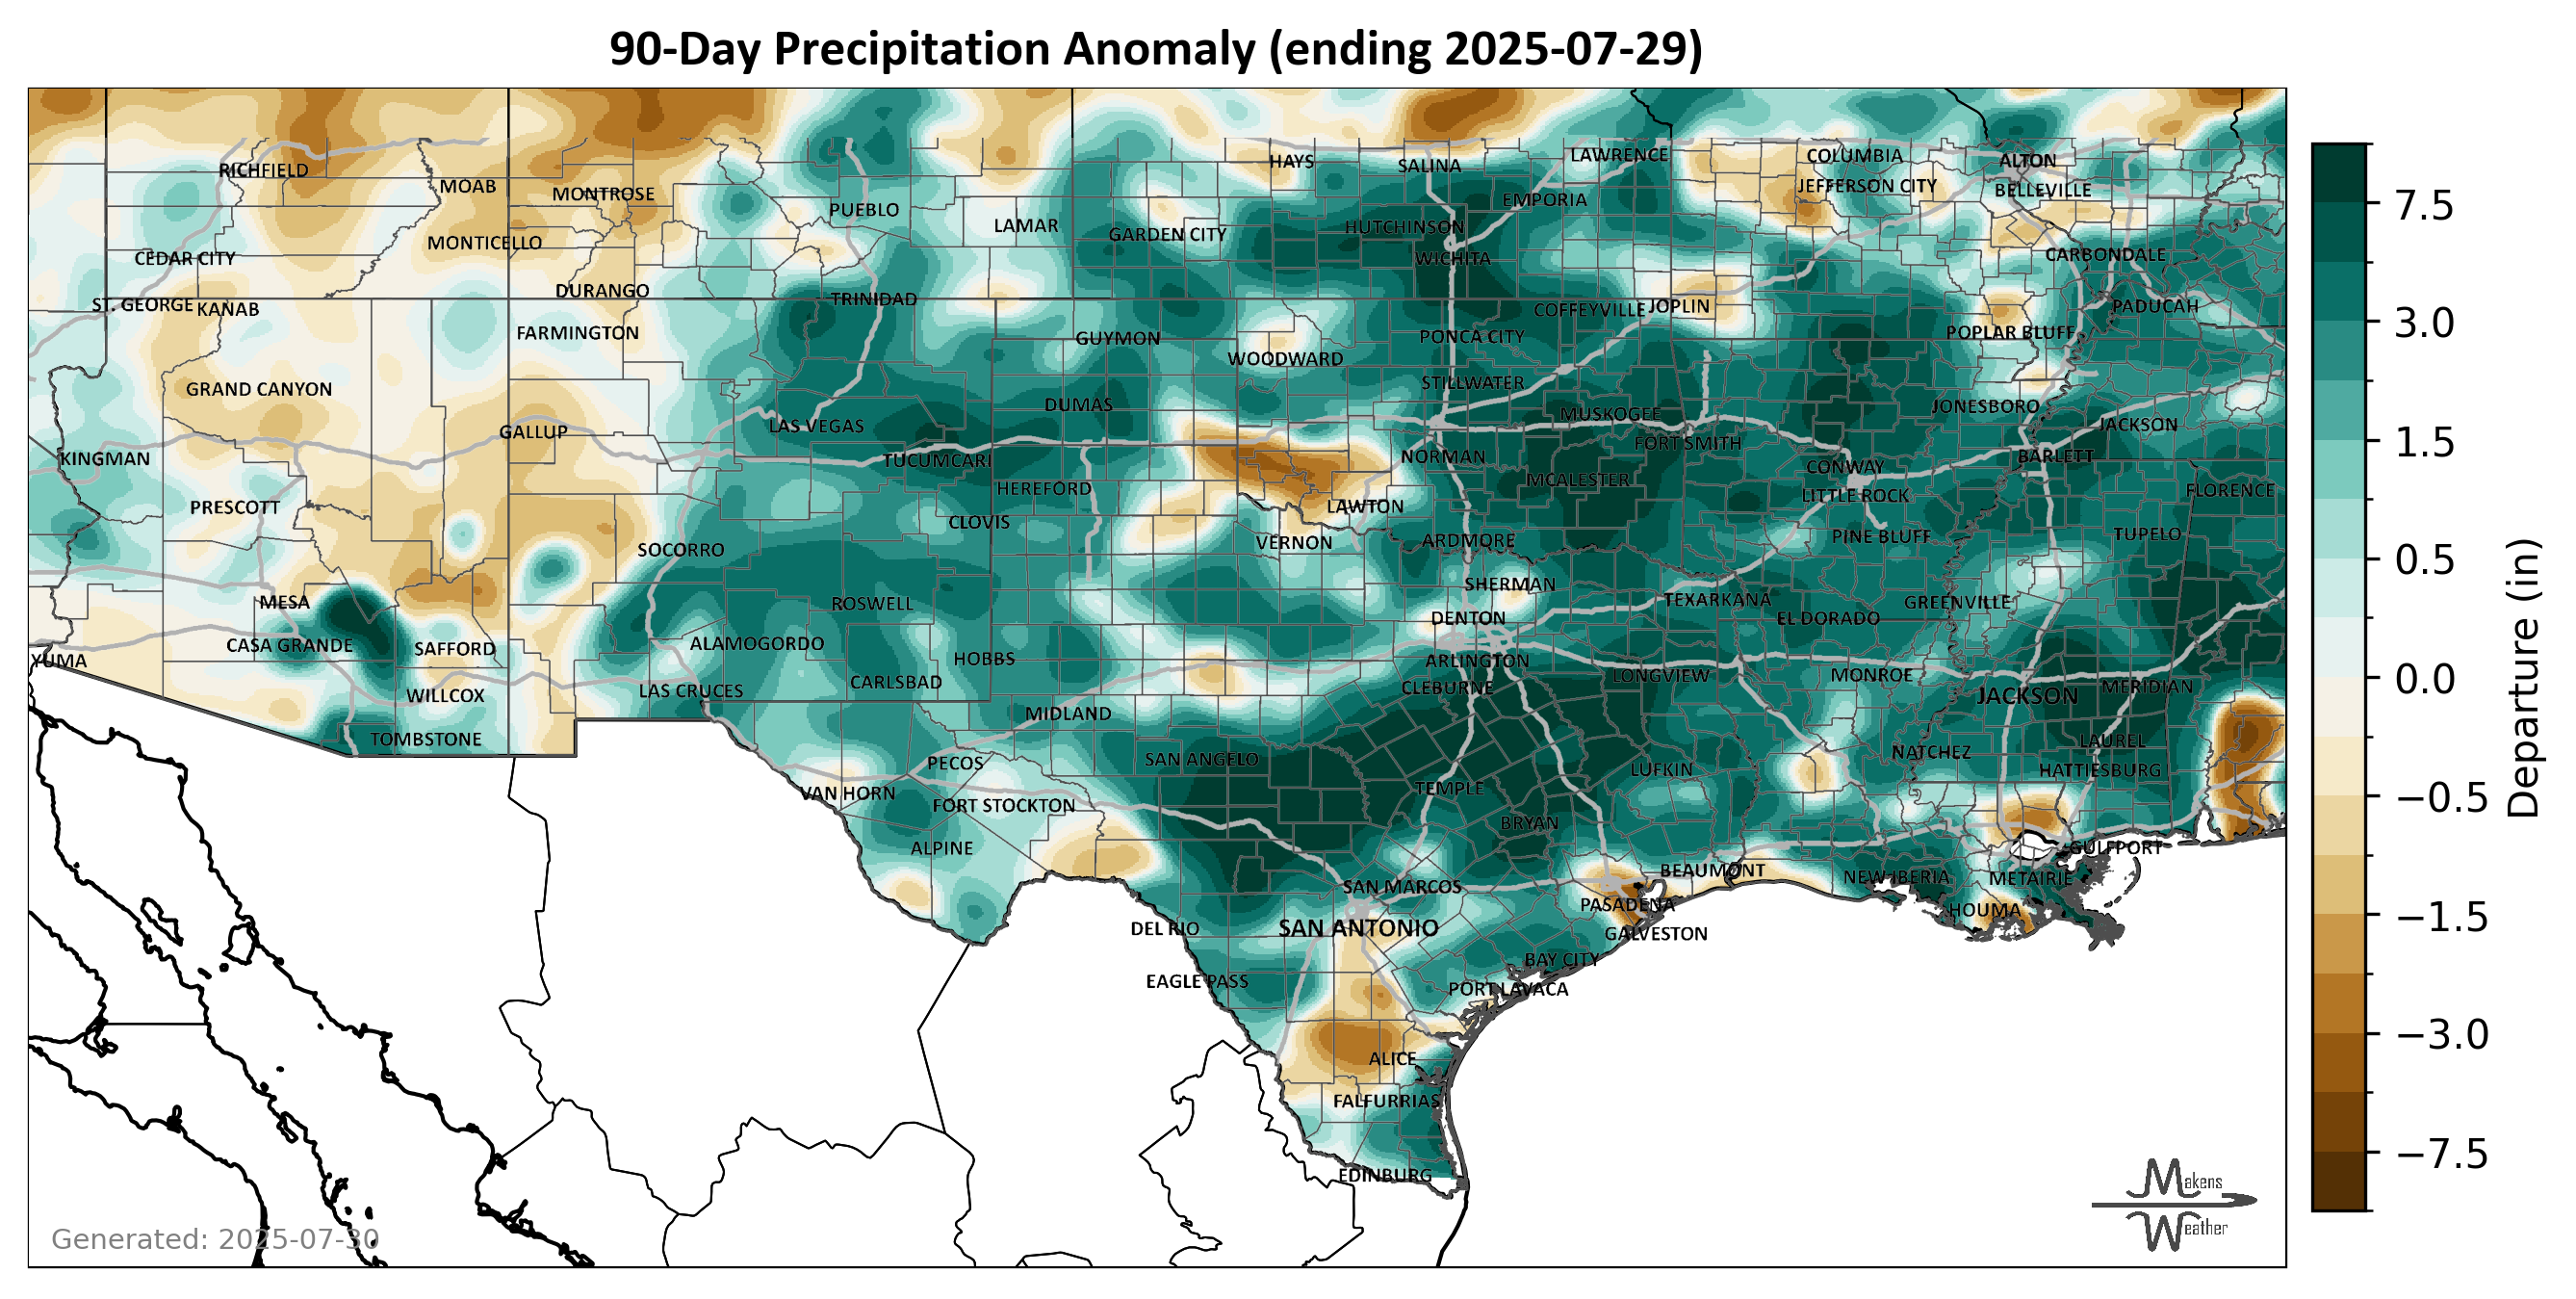 90-Day Precipitation Anomaly (ending 2025-07-29)
HAYS
SALINA
LAWRENCE
COLUMBIA
ALTON
RICHFIELD
MOAB
MONTROSE
EMPORIA
JEFFERSON CITY
BELLEVILLE
PUEBLO
LAMAR
GARDEN CITY
HUTCHINSON
MONTICELLO
CEDAR CITY
WICHITA
CARBONDALE
ST. GEORGE
KANAB
DURANGO
TRINIDAD
COFFEYVILLE
JOPLIN
PADUCAH
FARMINGTON
GUYMON
PONCA CITY
POPLAR BLUFF
WOODWARD
GRAND CANYON
STILLWATER
DUMAS
MUSKOGEE
JONESBORO
GALLUP
LAS VEGAS
FORT SMITH
JACKSON
KINGMAN
TUCUMCARI
NORMAN
CONWAY
BARLETT
PRESCOTT
HEREFORD
MCALESTER
LITTLE ROCK
FLORENCE
LAWTON
CLOVIS
SOCORRO
VERNON
ARDMORE
PINE BLUFF
TUPELO
MESA
ROSWELL
SHERMAN
TEXARKANA
GREENVILLE
DENTON
EL DORADO
CASA GRANDE
SAFFORD
ALAMOGORDO
YUMA
HOBBS
ARLINGTON
WILLCOX
LAS CRUCES
CARLSBAD
CLEBURNE
LONGVIEW
MONROE
JACKSON
MERIDIAN
MIDLAND
TOMBSTONE
PECOS
SAN ANGELO
NATCHEZ
LAUREL
VAN HORN
FORT STOCKTON
TEMPLE
LUFKIN
HATTIESBURG
BRYAN
ALPINE
GULFPORT
SAN MARCOS
BEAUMONT
NEW IBERIA
METAIRIE
PASADENA
HOUMA
DEL RIO
SAN ANTONIO
GALVESTON
BAY CITY
EAGLE PASS
PORT LAVACA
ALICE
FALFURRIAS
EDINBURG
7.5
3.0
1.5
0.5
0.0
−0.5
−1.5
−3.0
−7.5
Departure (in)
Generated: 2025-07-30
Makens
Weather